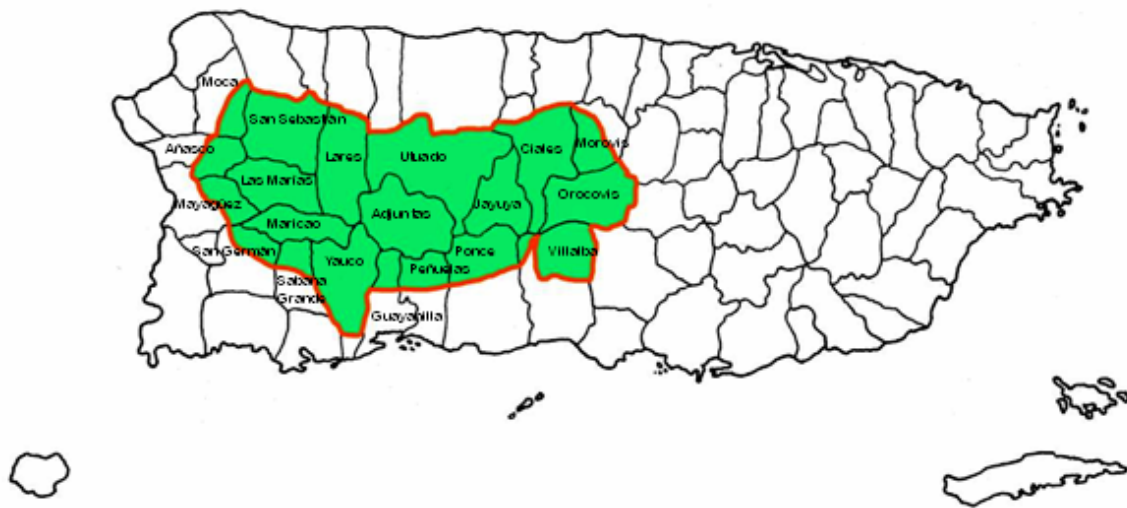 Moca
San Sebastián
Añasco
Lares
Utuado
Ciales
Morovis
Las Marías
Mayagüez
Maricao
Adjuntas
Jayuya
Orocovis
San Germán
Yauco
Ponce
Villalba
Peñuelas
Sabana
Grande
Guayanilla